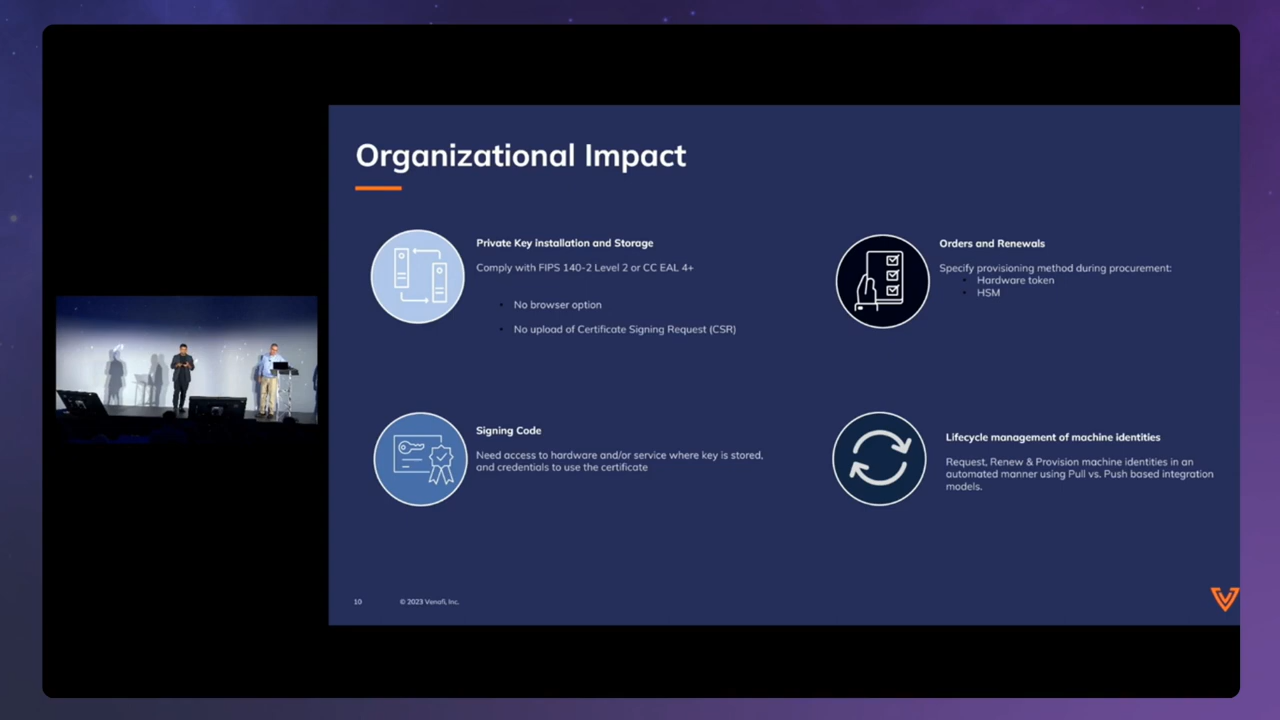 Organizational Impact
Private Key installation and Storage
Comply with FIPS 140-2 Level 2 or CC EAL 4+
• No browser option
• No upload of Certificate Signing Request (CSR)
Orders and Renewals
Specify provisioning method during procurement:
• Hardware token
• HSM
Signing Code
Need access to hardware and/or service where key is stored,
and credentials to use the certificate
Lifecycle management of machine identities
Request, Renew & Provision machine identities in an
automated manner using Pull vs. Push based integration
models.
10
© 2023 Venafi, Inc.